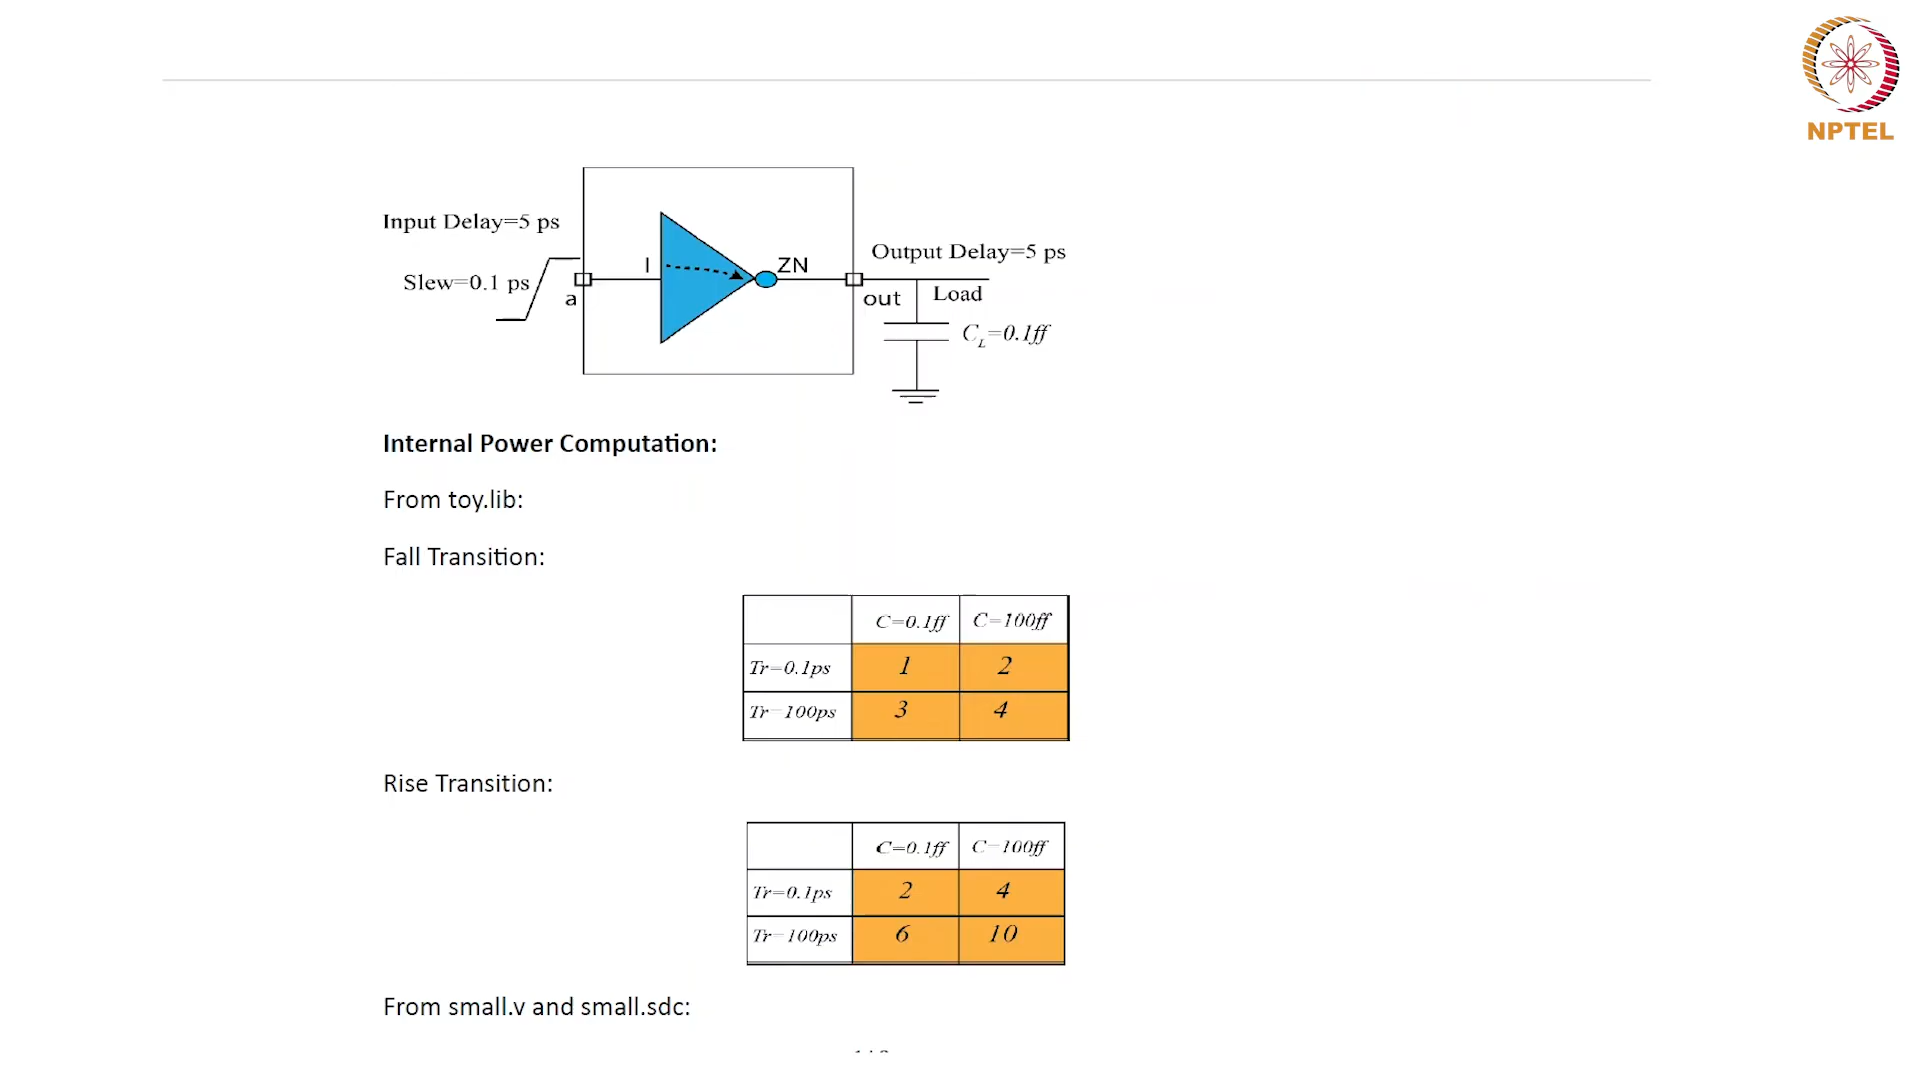 NPTEL
Input Delay=5 ps
Slew=0.1 ps
a
I
ZN
out
Output Delay=5 ps
Load
C_L=0.1ff
Internal Power Computation:
From toy.lib:
Fall Transition:
C=0.1ff C=100ff
Tr=0.1ps 1 2
Tr=100ps 3 4
Rise Transition:
C=0.1ff C=100ff
Tr=0.1ps 2 4
Tr=100ps 6 10
From small.v and small.sdc: